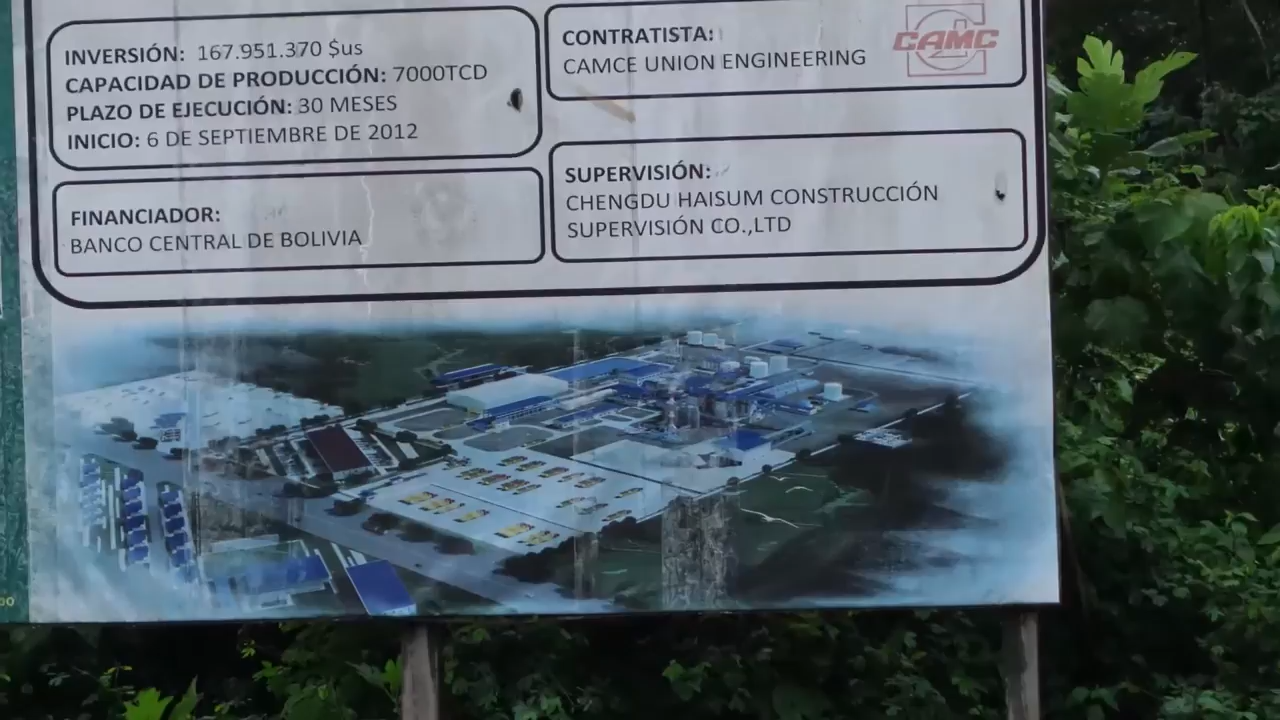 INVERSIÓN: 167.951.370 $us
CAPACIDAD DE PRODUCCIÓN: 7000TCD
PLAZO DE EJECUCIÓN: 30 MESES
INICIO: 6 DE SEPTIEMBRE DE 2012
CONTRATISTA:
CAMCE UNION ENGINEERING
CAMC
FINANCIADOR:
BANCO CENTRAL DE BOLIVIA
SUPERVISIÓN:
CHENGDU HAISUM CONSTRUCCIÓN
SUPERVISIÓN CO.,LTD